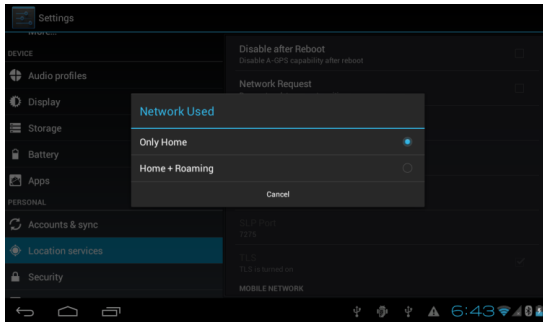 Settings
More...
DEVICE
Audio profiles
Display
Storage
Battery
Apps
PERSONAL
Accounts & sync
Location services
Security
Disable after Reboot
Disable A-GPS capability after reboot
Network Request
Network Used
Only Home
Home + Roaming
Cancel
SLP Port
7275
TLS
TLS is turned on
MOBILE NETWORK
6:43